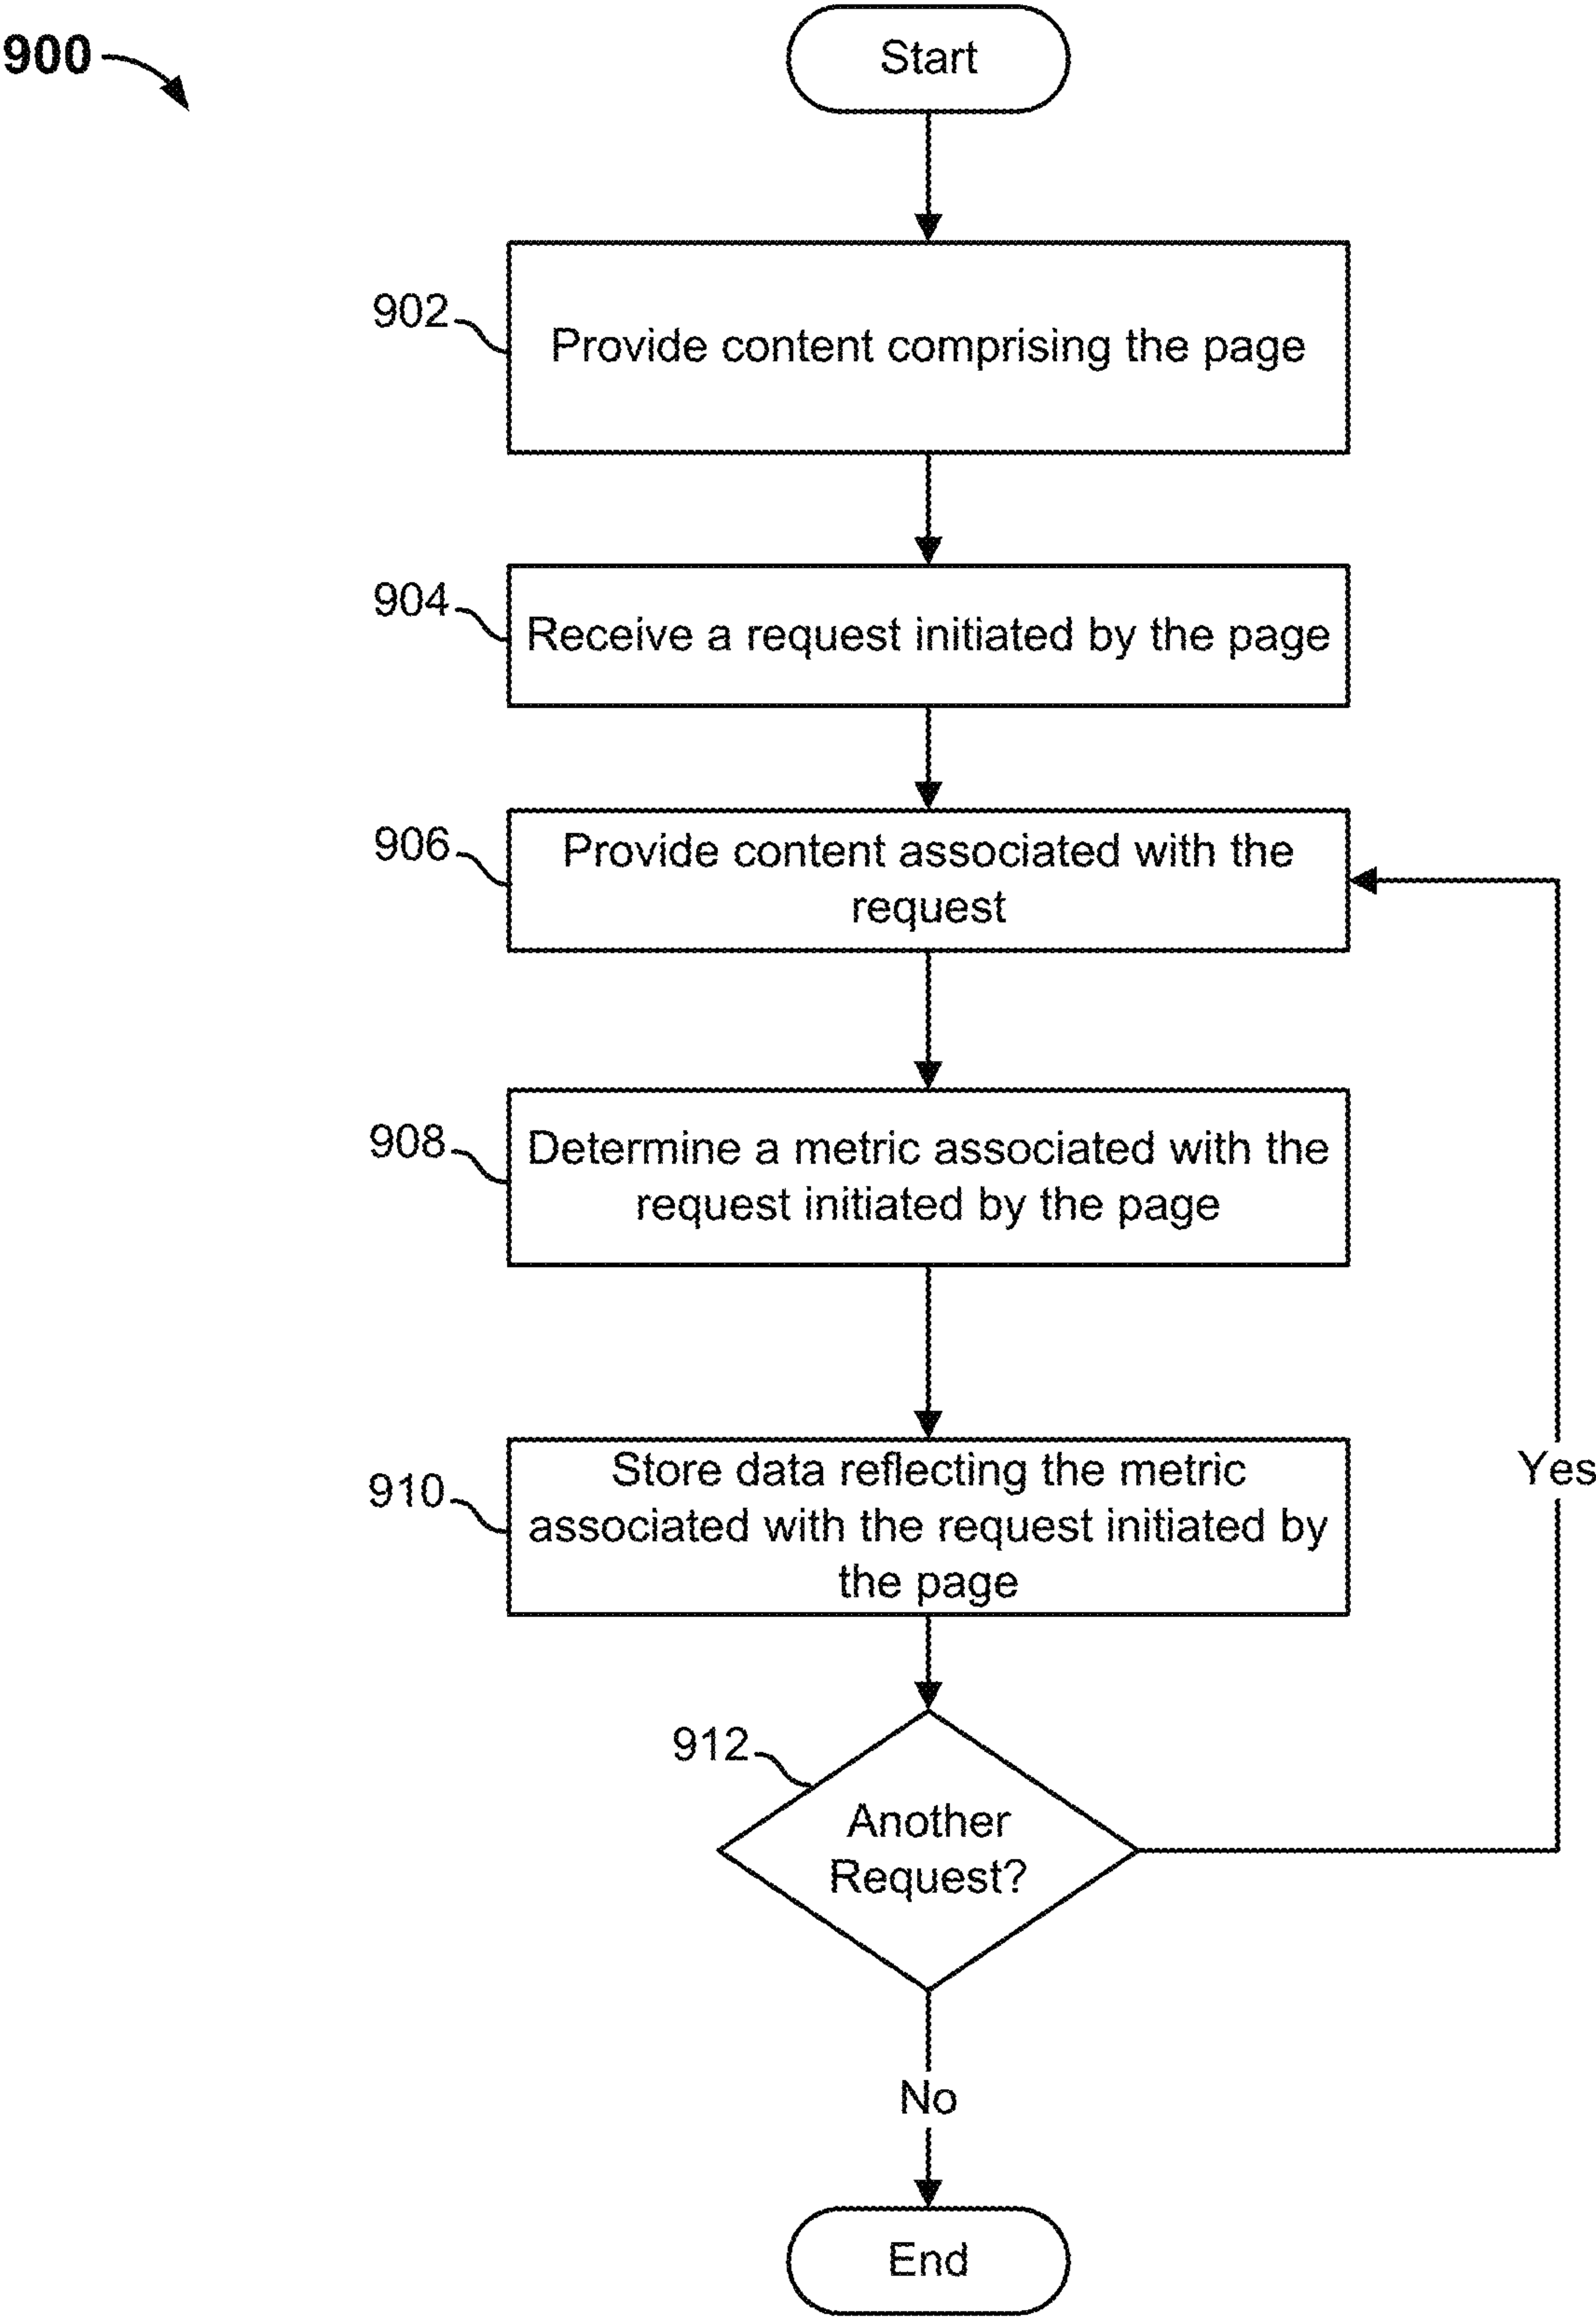 900
Start
902
Provide content comprising the page
904
Receive a request initiated by the page
906
Provide content associated with the
request
908
Determine a metric associated with the
request initiated by the page
910
Store data reflecting the metric
associated with the request initiated by
the page
Yes
912
Another
Request?
No
End